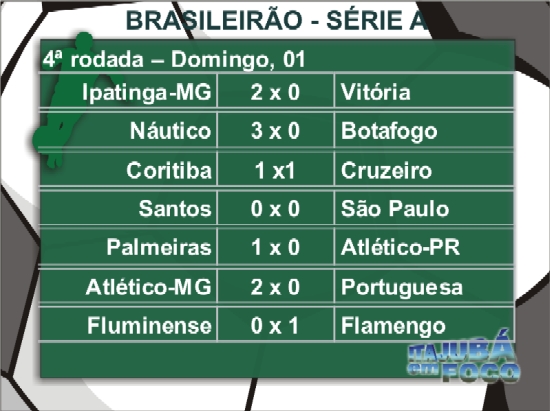 BRASILEIRÃO - SÉRIE A
4ª rodada – Domingo, 01
Ipatinga-MG 2 x 0 Vitória
Náutico 3 x 0 Botafogo
Coritiba 1 x1 Cruzeiro
Santos 0 x 0 São Paulo
Palmeiras 1 x 0 Atlético-PR
Atlético-MG 2 x 0 Portuguesa
Fluminense 0 x 1 Flamengo
ITAJUBÁ
em FOCO